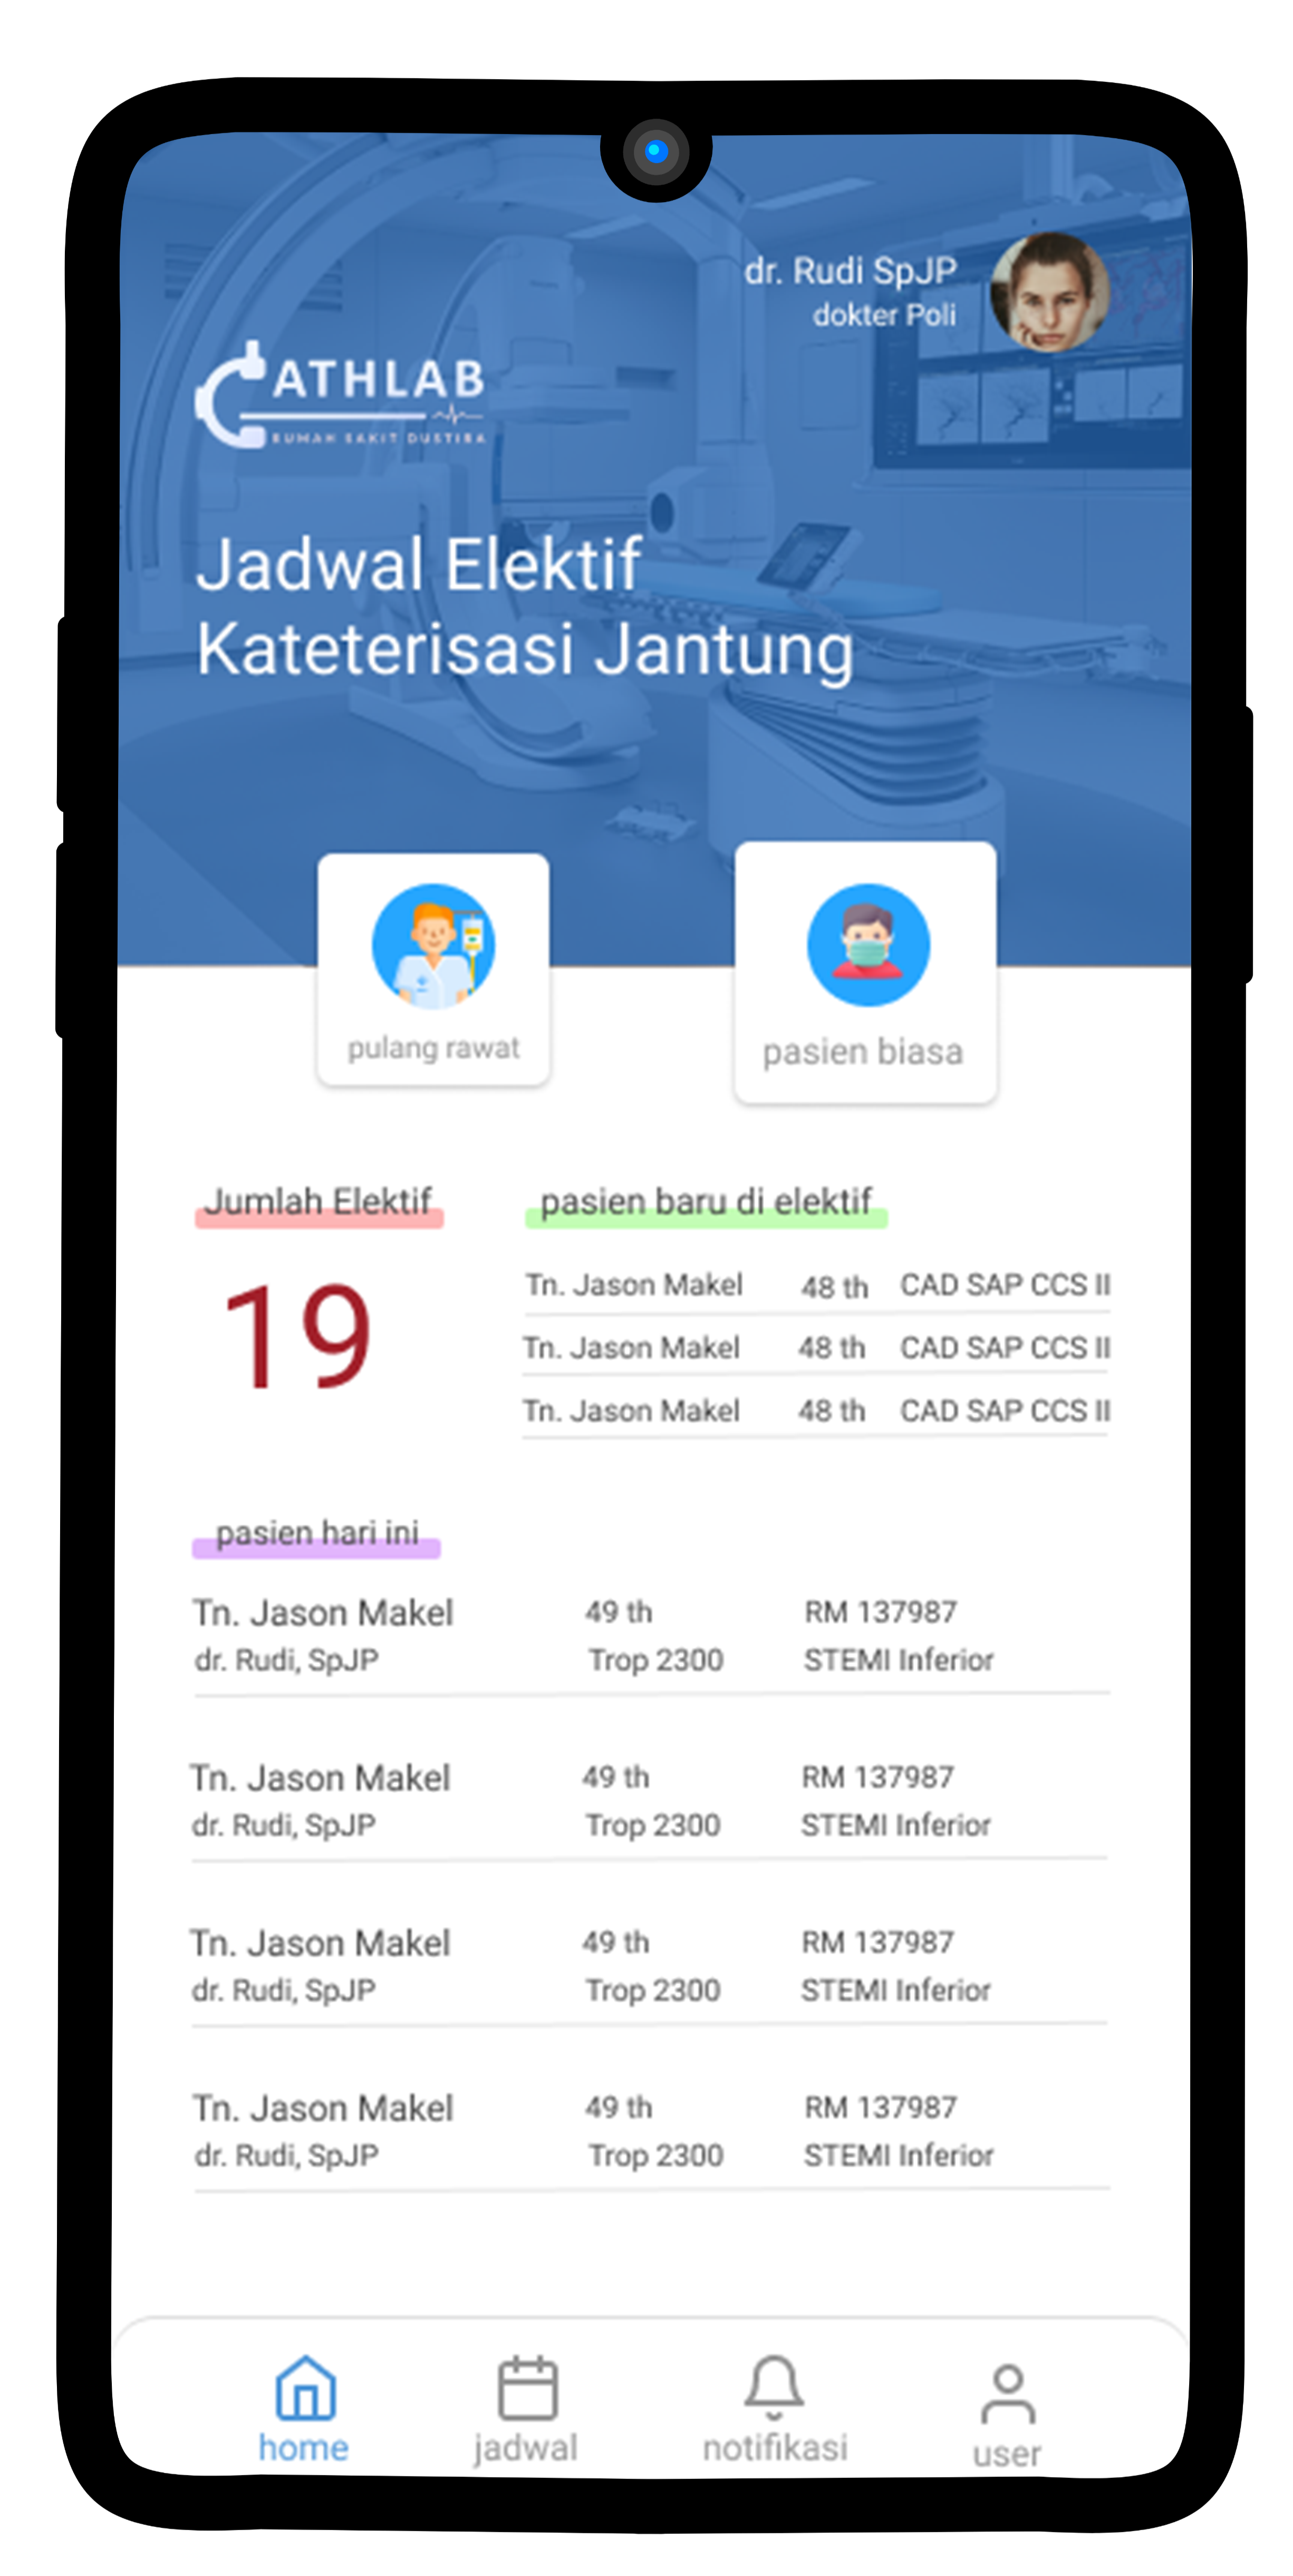 dr. Rudi SpJP
dokter Poli
CATHLAB
RUMAH SAKIT DUSTIRA
Jadwal Elektif
Kateterisasi Jantung
pulang rawat
pasien biasa
Jumlah Elektif
19
pasien baru di elektif
Tn. Jason Makel 48 th CAD SAP CCS II
Tn. Jason Makel 48 th CAD SAP CCS II
Tn. Jason Makel 48 th CAD SAP CCS II
pasien hari ini
Tn. Jason Makel 49 th RM 137987
dr. Rudi, SpJP Trop 2300 STEMI Inferior
Tn. Jason Makel 49 th RM 137987
dr. Rudi, SpJP Trop 2300 STEMI Inferior
Tn. Jason Makel 49 th RM 137987
dr. Rudi, SpJP Trop 2300 STEMI Inferior
Tn. Jason Makel 49 th RM 137987
dr. Rudi, SpJP Trop 2300 STEMI Inferior
home jadwal notifikasi user